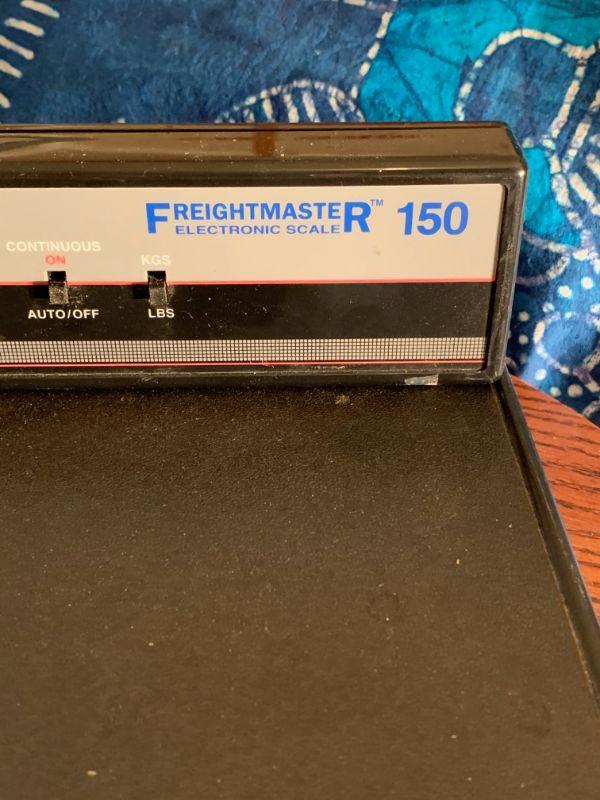 FREIGHTMASTER™ 150
ELECTRONIC SCALE
CONTINUOUS
ON
KGS
AUTO/OFF
LBS